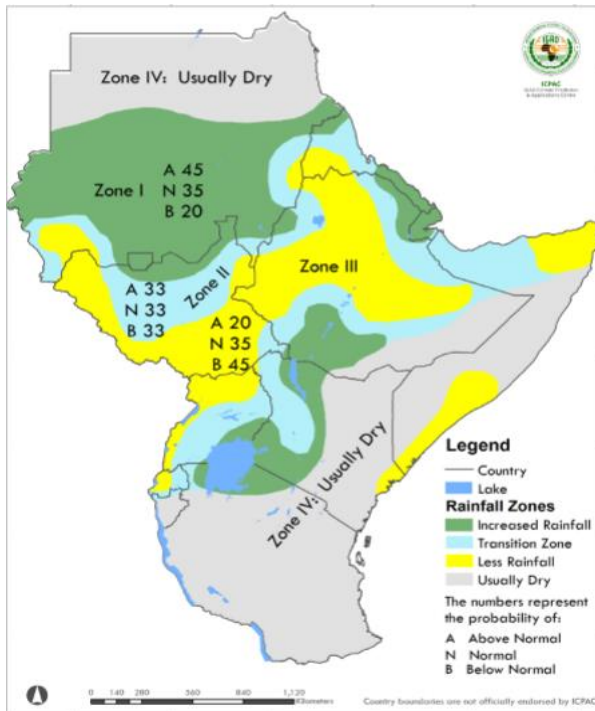 Zone IV: Usually Dry
IGAD
ICPAC
Zone I
A 45
N 35
B 20
Zone II
A 33
N 33
B 33
Zone III
A 20
N 35
B 45
Zone IV: Usually Dry
Legend
Country
Lake
Rainfall Zones
Increased Rainfall
Transition Zone
Less Rainfall
Usually Dry
The numbers represent
the probability of:
A Above Normal
N Normal
B Below Normal
0 140 280 560 840 1,120
Kilometers
Country boundaries are not officially endorsed by ICPAC